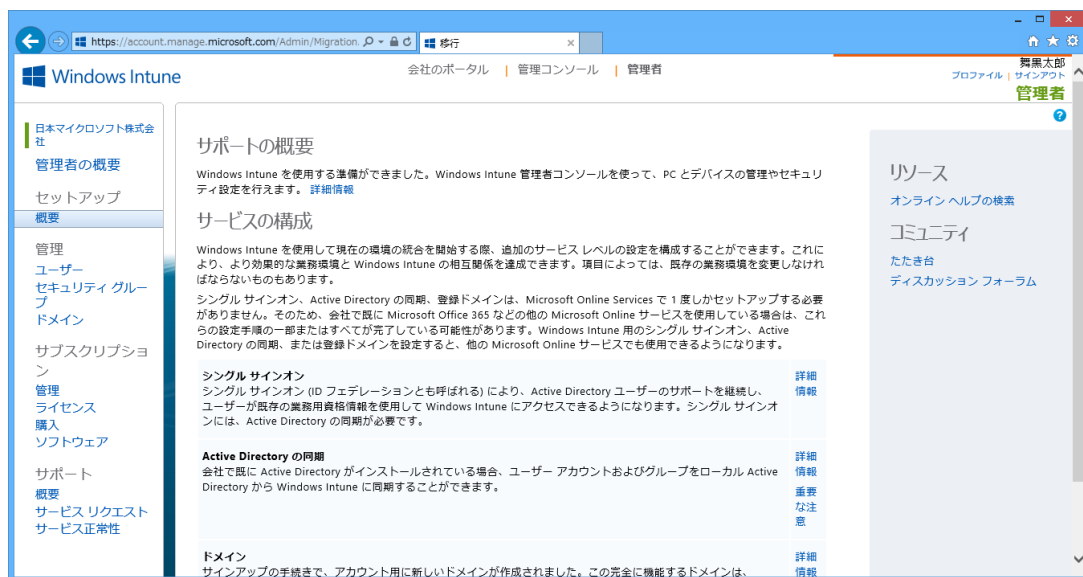 https://account.manage.microsoft.com/Admin/Migration.
移行
Windows Intune
会社のポータル | 管理コンソール | 管理者
舞黒太郎
プロファイル | サインアウト
管理者
日本マイクロソフト株式会
社
管理者の概要
セットアップ
概要
管理
ユーザー
セキュリティ グルー
プ
ドメイン
サブスクリプショ
ン
管理
ライセンス
購入
ソフトウェア
サポート
概要
サービス リクエスト
サービス正常性
サポートの概要
Windows Intune を使用する準備ができました。Windows Intune 管理者コンソールを使って、PC とデバイスの管理やセキュリ
ティ設定を行えます。 詳細情報
サービスの構成
Windows Intune を使用して現在の環境の統合を開始する際、追加のサービス レベルの設定を構成することができます。これに
より、より効果的な業務環境と Windows Intune の相互関係を達成できます。項目によっては、既存の業務環境を変更しなけれ
ばならないものもあります。
シングル サインオン、Active Directory の同期、登録ドメインは、Microsoft Online Services で 1 度しかセットアップする必要
がありません。そのため、会社で既に Microsoft Office 365 などの他の Microsoft Online サービスを使用している場合は、これ
らの設定手順の一部またはすべてが完了している可能性があります。Windows Intune 用のシングル サインオン、Active
Directory の同期、または登録ドメインを設定すると、他の Microsoft Online サービスでも使用できるようになります。
シングル サインオン
シングル サインオン (ID フェデレーションとも呼ばれる) により、Active Directory ユーザーのサポートを継続し、
ユーザーが既存の業務用資格情報を使用して Windows Intune にアクセスできるようになります。シングル サインオ
ンには、Active Directory の同期が必要です。
詳細
情報
Active Directory の同期
会社で既に Active Directory がインストールされている場合、ユーザー アカウントおよびグループをローカル Active
Directory から Windows Intune に同期することができます。
詳細
情報
重要
な注
意
ドメイン
サインアップの手続きで、アカウント用に新しいドメインが作成されました。この完全に機能するドメインは、
詳細
情報
リソース
オンライン ヘルプの検索
コミュニティ
たたき台
ディスカッション フォーラム